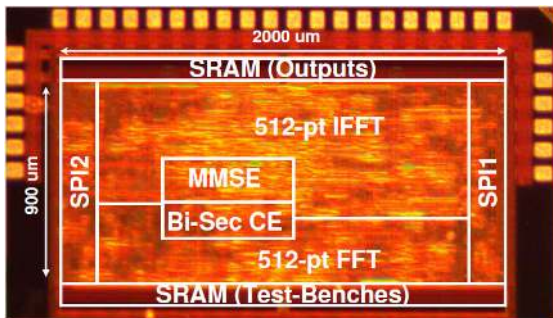 2000 um
SRAM (Outputs)
512-pt IFFT
900 um
SPI2
MMSE
SPI1
Bi-Sec CE
512-pt FFT
SRAM (Test-Benches)